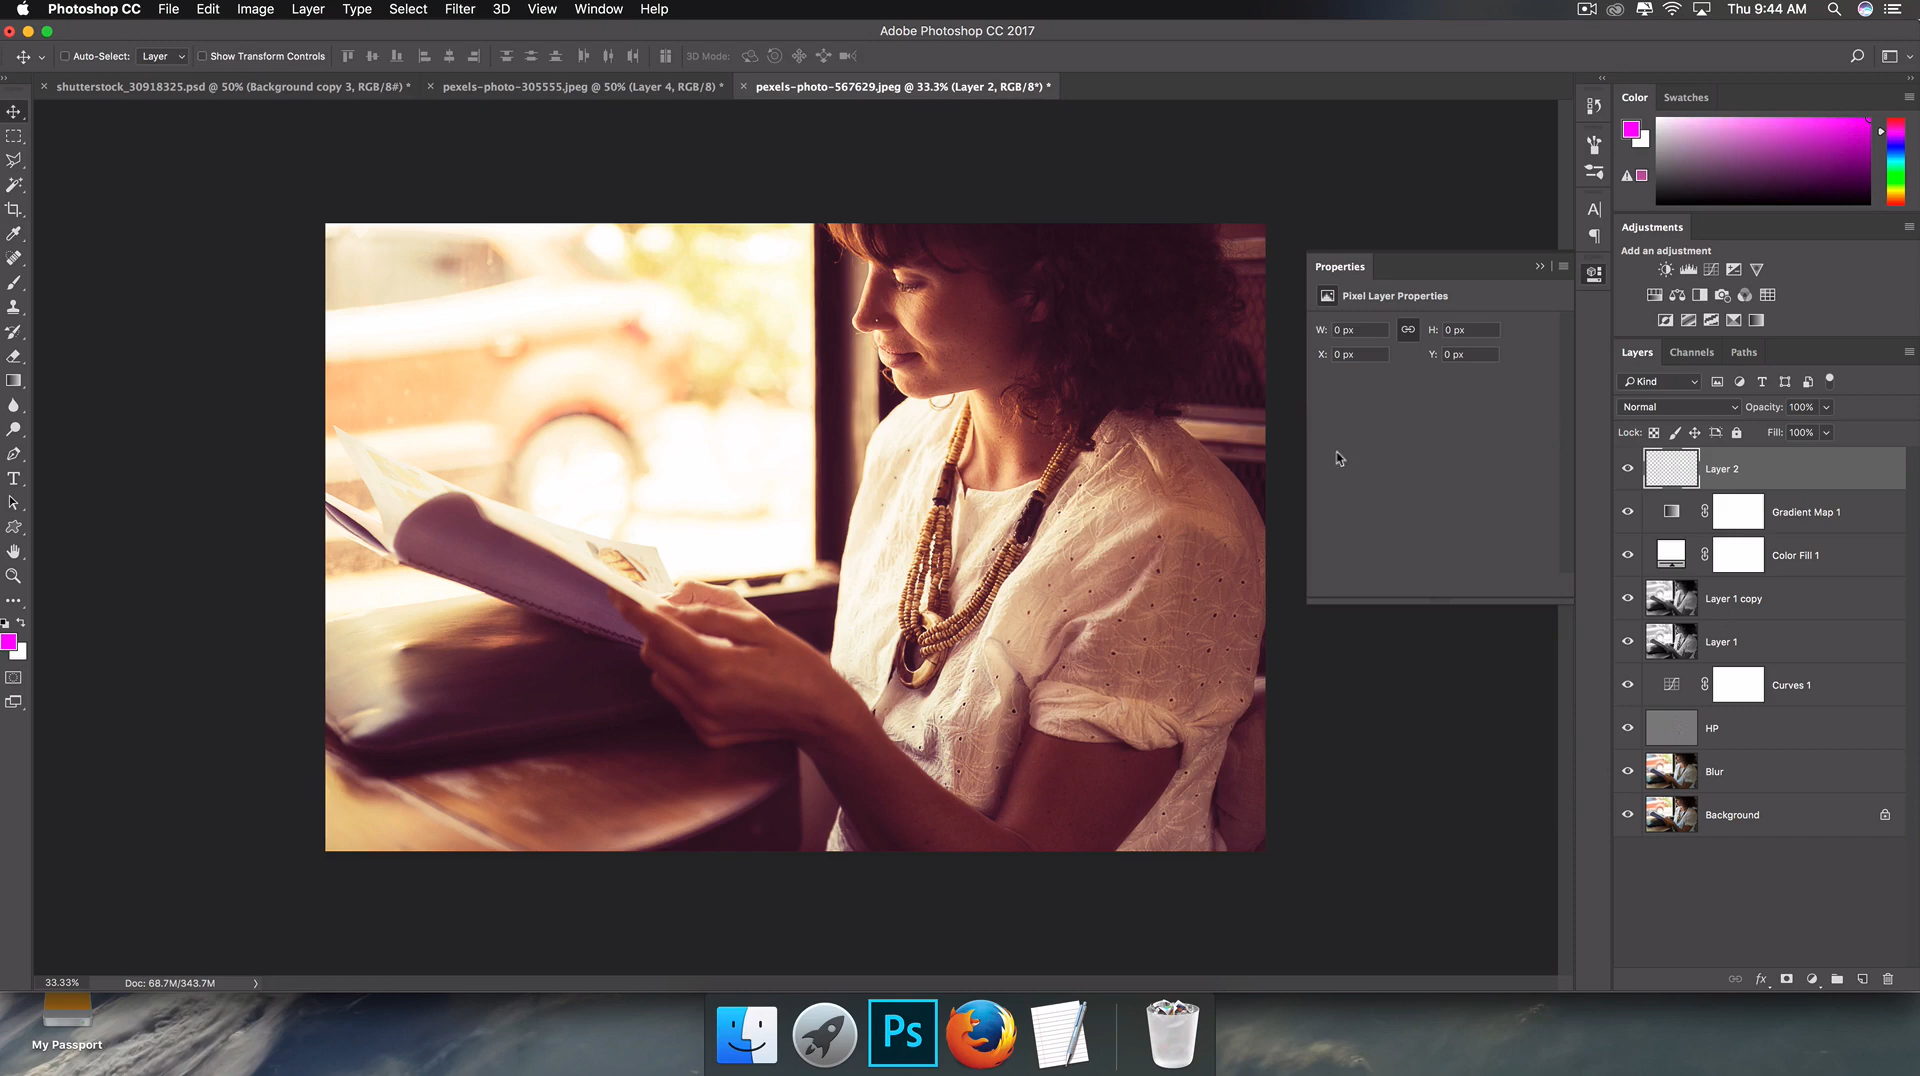 Photoshop CC File Edit Image Layer Type Select Filter 3D View Window Help Thu 9:44 AM
Adobe Photoshop CC 2017
Auto-Select: Layer Show Transform Controls 3D Mode:
shutterstock_30918325.psd @ 50% (Background copy 3, RGB/8#) * pexels-photo-305555.jpeg @ 50% (Layer 4, RGB/8) * pexels-photo-567629.jpeg @ 33.3% (Layer 2, RGB/8*) *
Color Swatches
Adjustments
Add an adjustment
Properties
Pixel Layer Properties
W: 0 px H: 0 px
X: 0 px Y: 0 px
Layers Channels Paths
Kind
Normal Opacity: 100%
Lock: Fill: 100%
Layer 2
Gradient Map 1
Color Fill 1
Layer 1 copy
Layer 1
Curves 1
HP
Blur
Background
fx
33.33% Doc: 68.7M/343.7M
My Passport
Ps